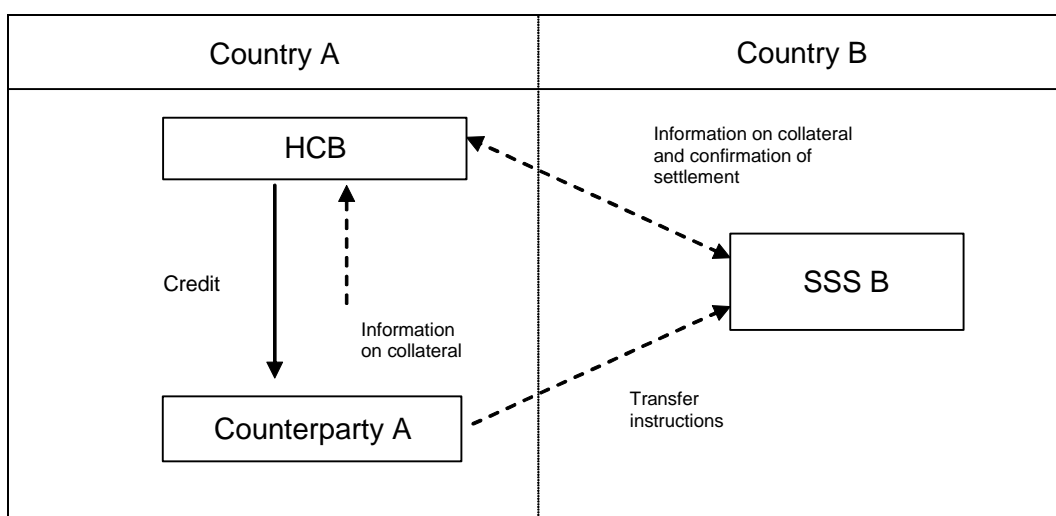 Country A
Country B
HCB
Information on collateral
and confirmation of
settlement
SSS B
Credit
Information
on collateral
Transfer
instructions
Counterparty A